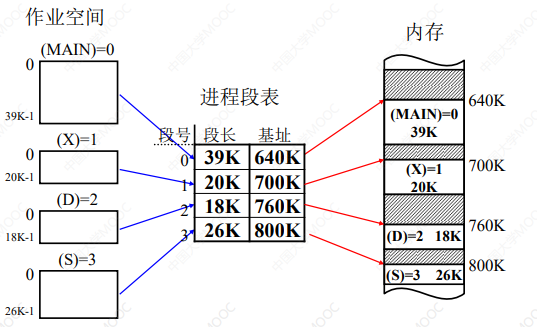 作业空间
(MAIN)=0
0
39K-1
(X)=1
0
20K-1
(D)=2
0
18K-1
(S)=3
0
26K-1
进程段表
段号 段长 基址
0 39K 640K
1 20K 700K
2 18K 760K
3 26K 800K
内存
640K
(MAIN)=0
39K
700K
(X)=1
20K
760K
(D)=2 18K
800K
(S)=3 26K
中国大学MOOC